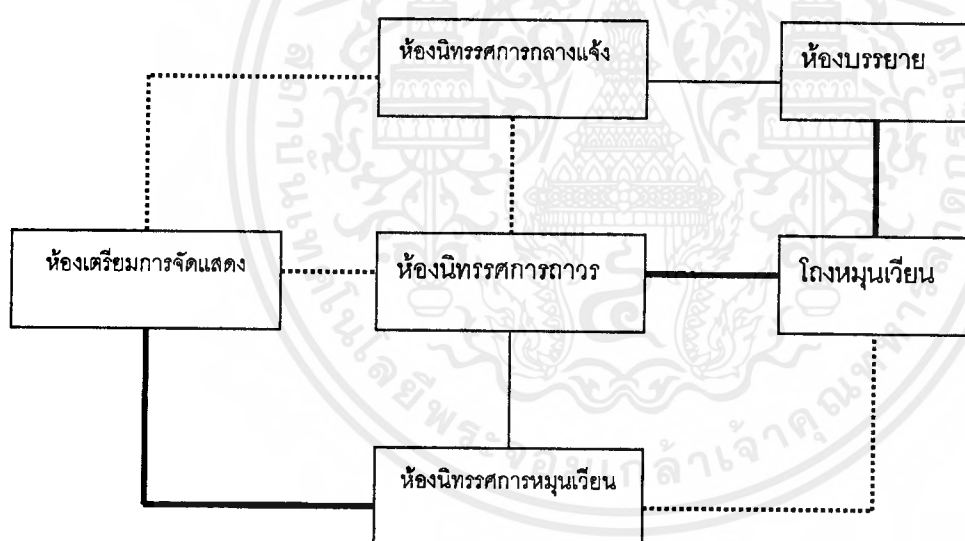 ห้องนิทรรศการกลางแจ้ง
ห้องบรรยาย
ห้องเตรียมการจัดแสดง
ห้องนิทรรศการถาวร
โถงหมุนเวียน
ห้องนิทรรศการหมุนเวียน